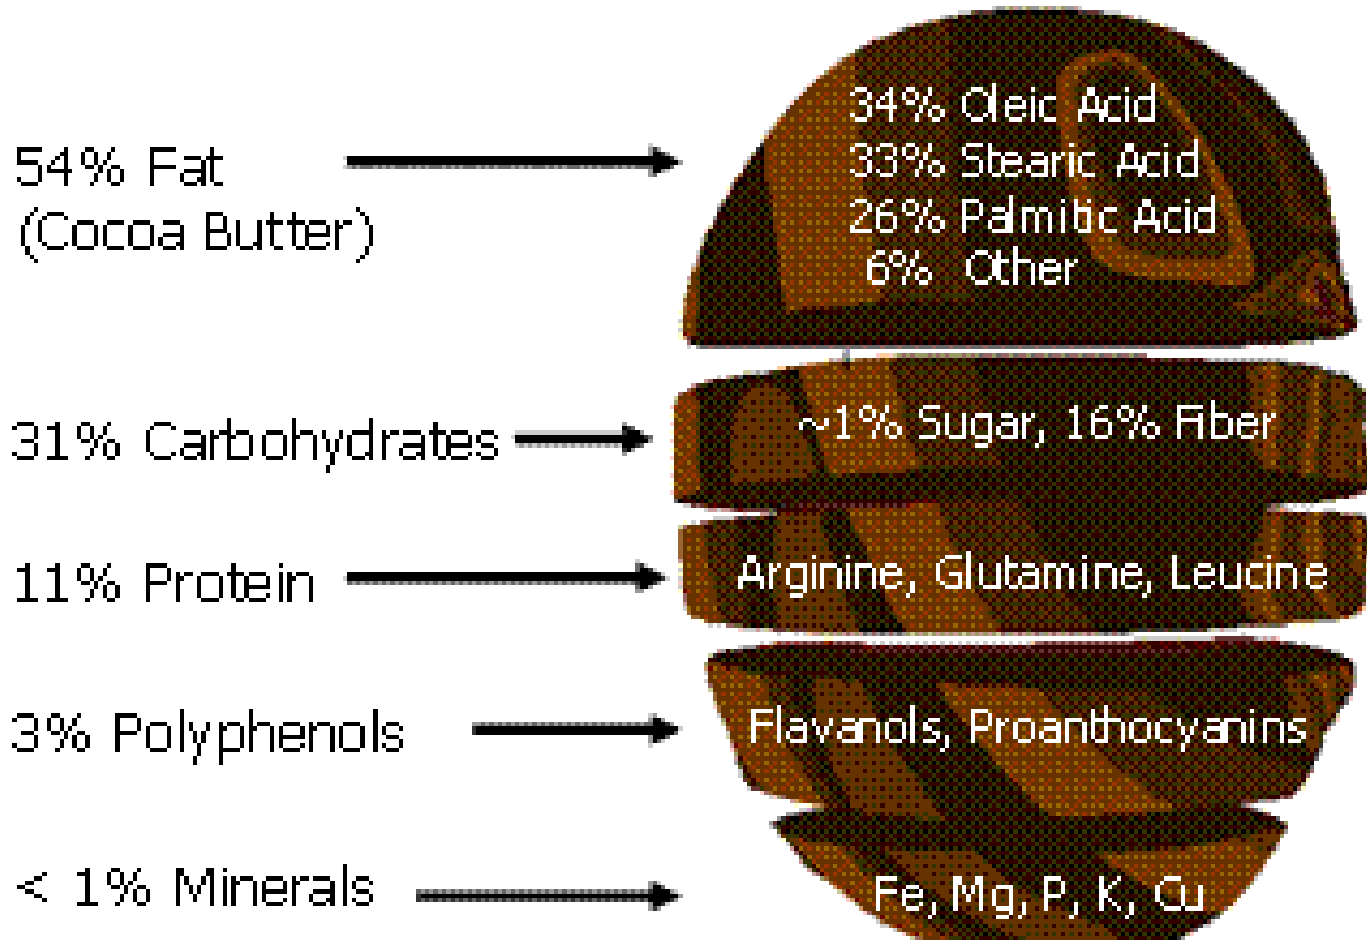 54% Fat
(Cocoa Butter)
34% Oleic Acid
33% Stearic Acid
26% Palmitic Acid
6% Other
31% Carbohydrates
~1% Sugar, 16% Fiber
11% Protein
Arginine, Glutamine, Leucine
3% Polyphenols
Flavanols, Proanthocyanins
< 1% Minerals
Fe, Mg, P, K, Cu